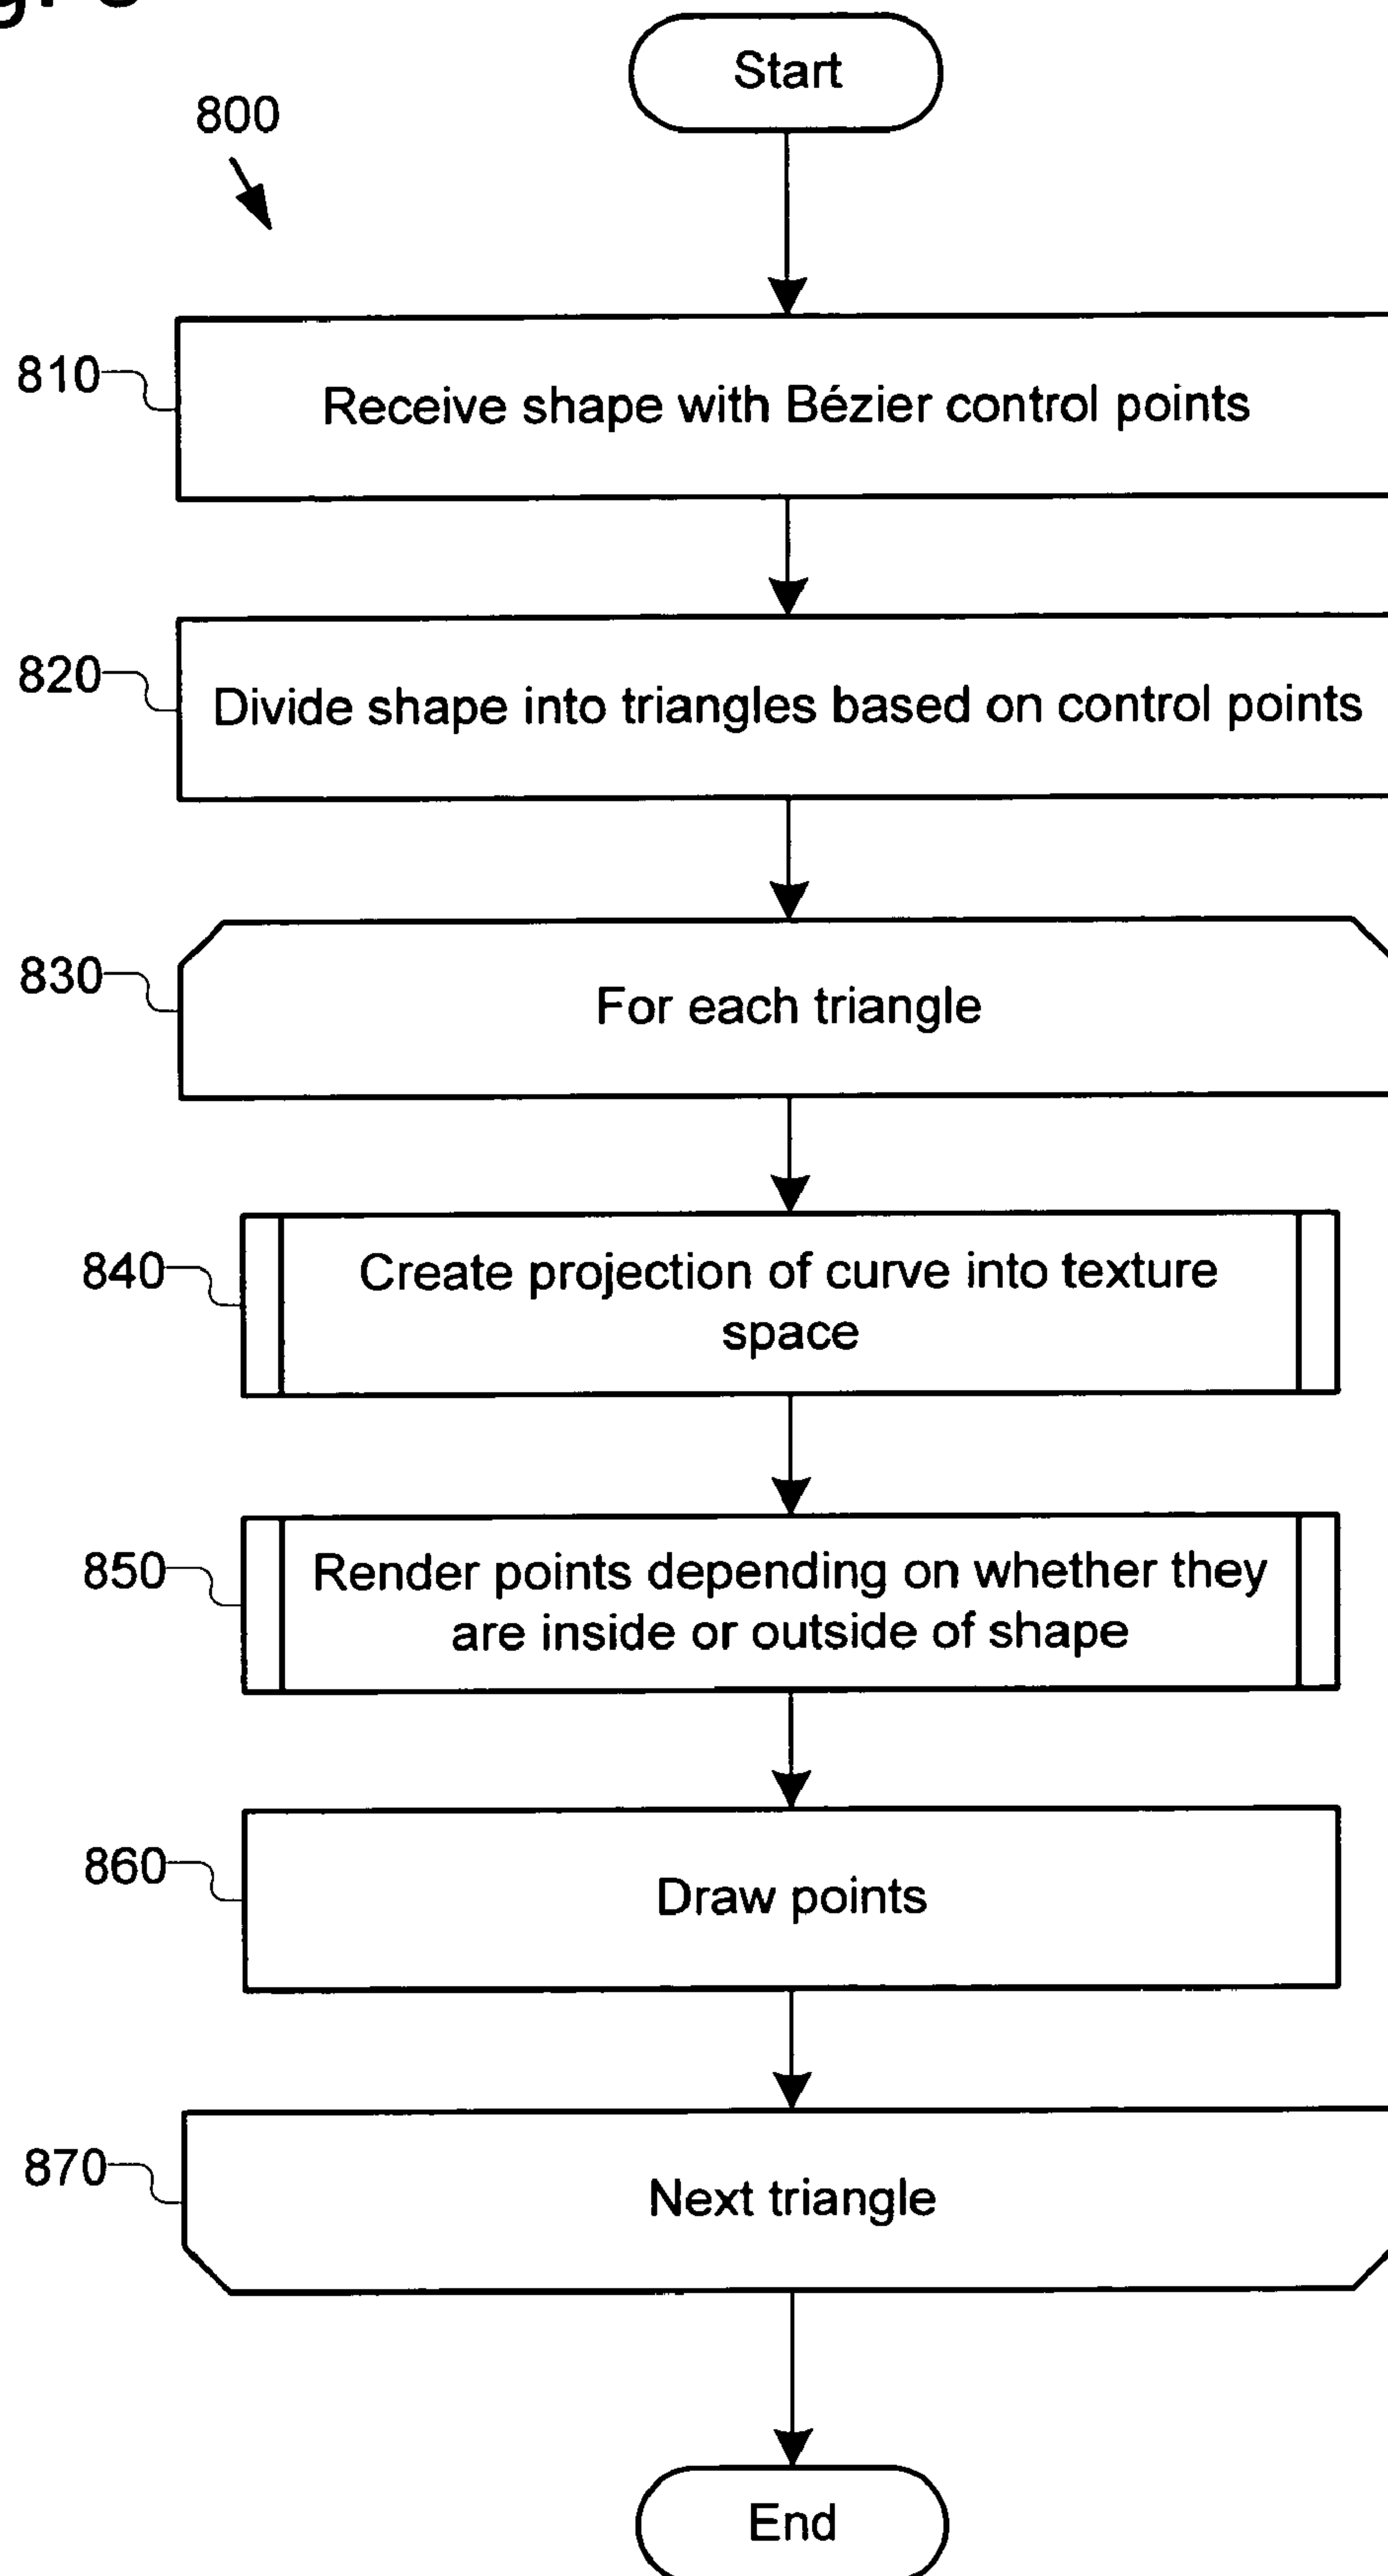 800
Start
810
Receive shape with Bézier control points
820
Divide shape into triangles based on control points
830
For each triangle
840
Create projection of curve into texture
space
850
Render points depending on whether they
are inside or outside of shape
860
Draw points
870
Next triangle
End